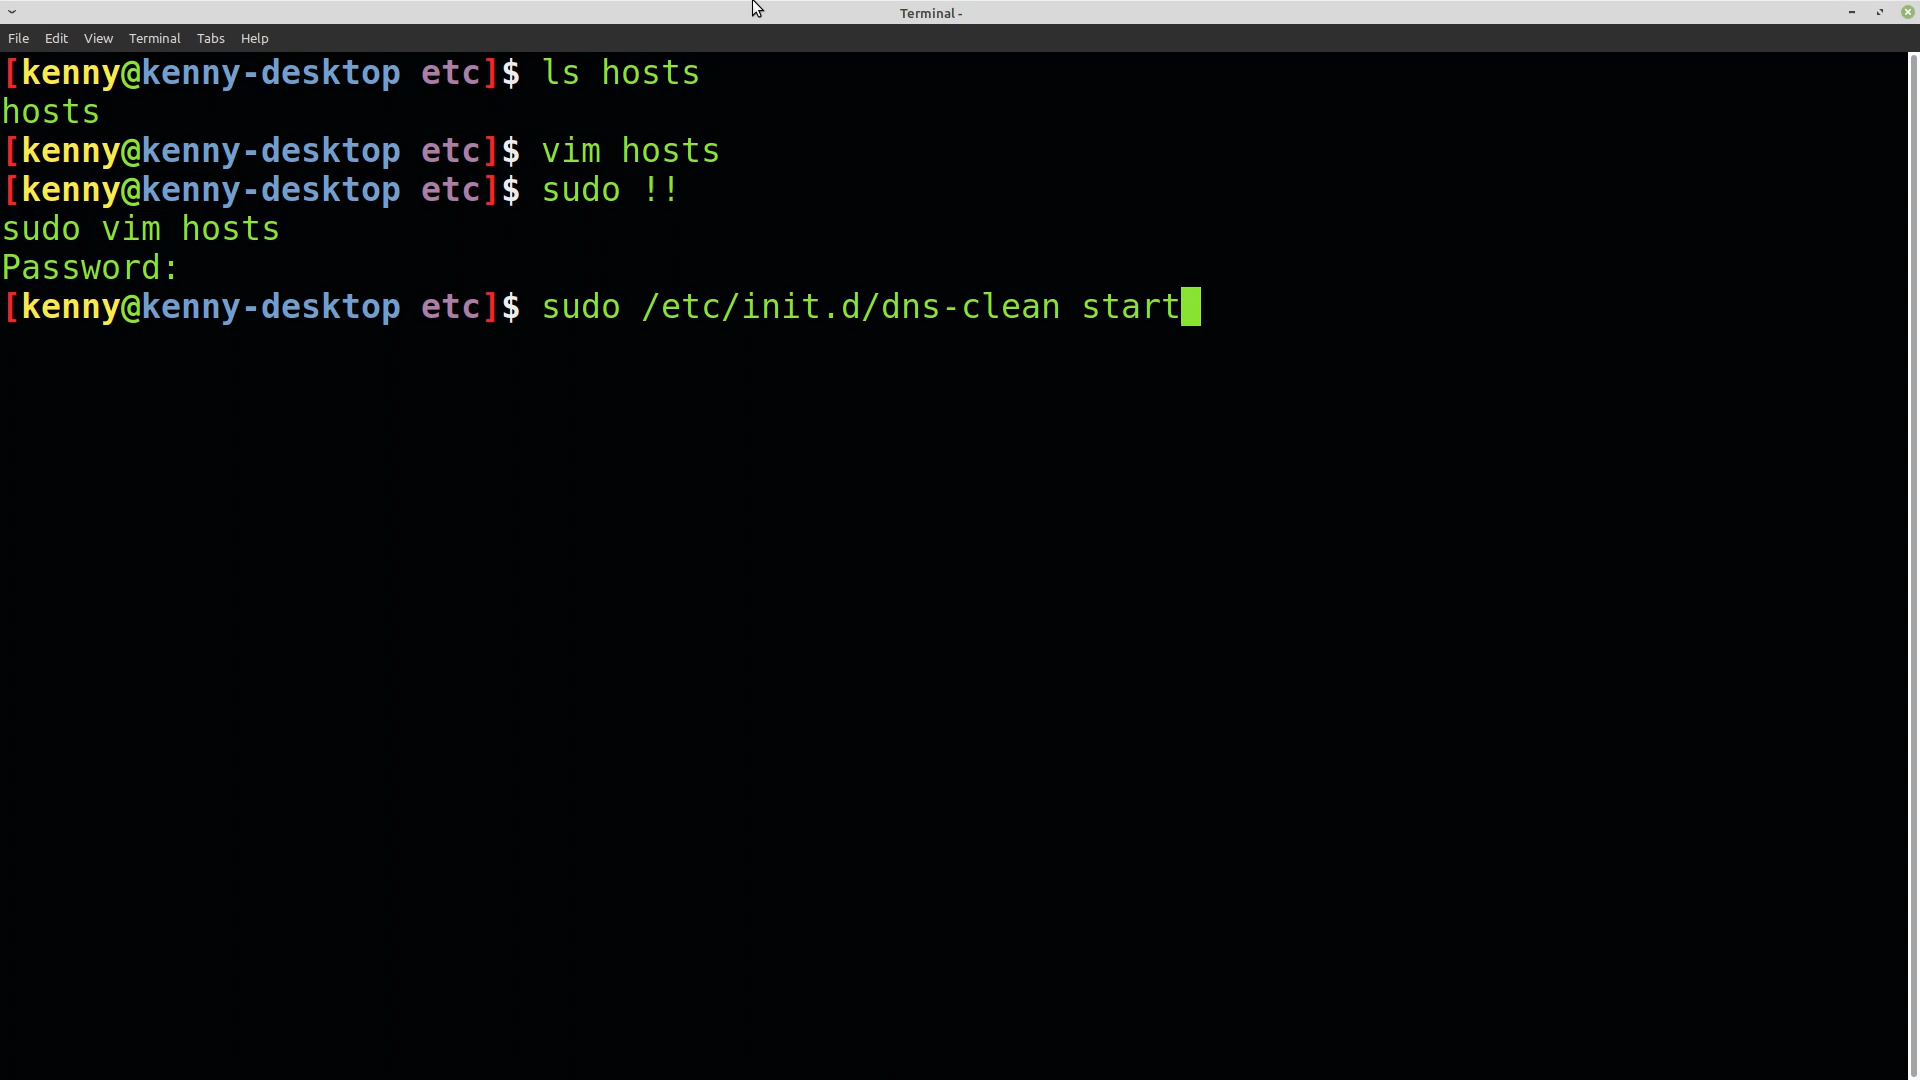 Terminal -
File Edit View Terminal Tabs Help
[kenny@kenny-desktop etc]$ ls hosts
hosts
[kenny@kenny-desktop etc]$ vim hosts
[kenny@kenny-desktop etc]$ sudo !!
sudo vim hosts
Password:
[kenny@kenny-desktop etc]$ sudo /etc/init.d/dns-clean start